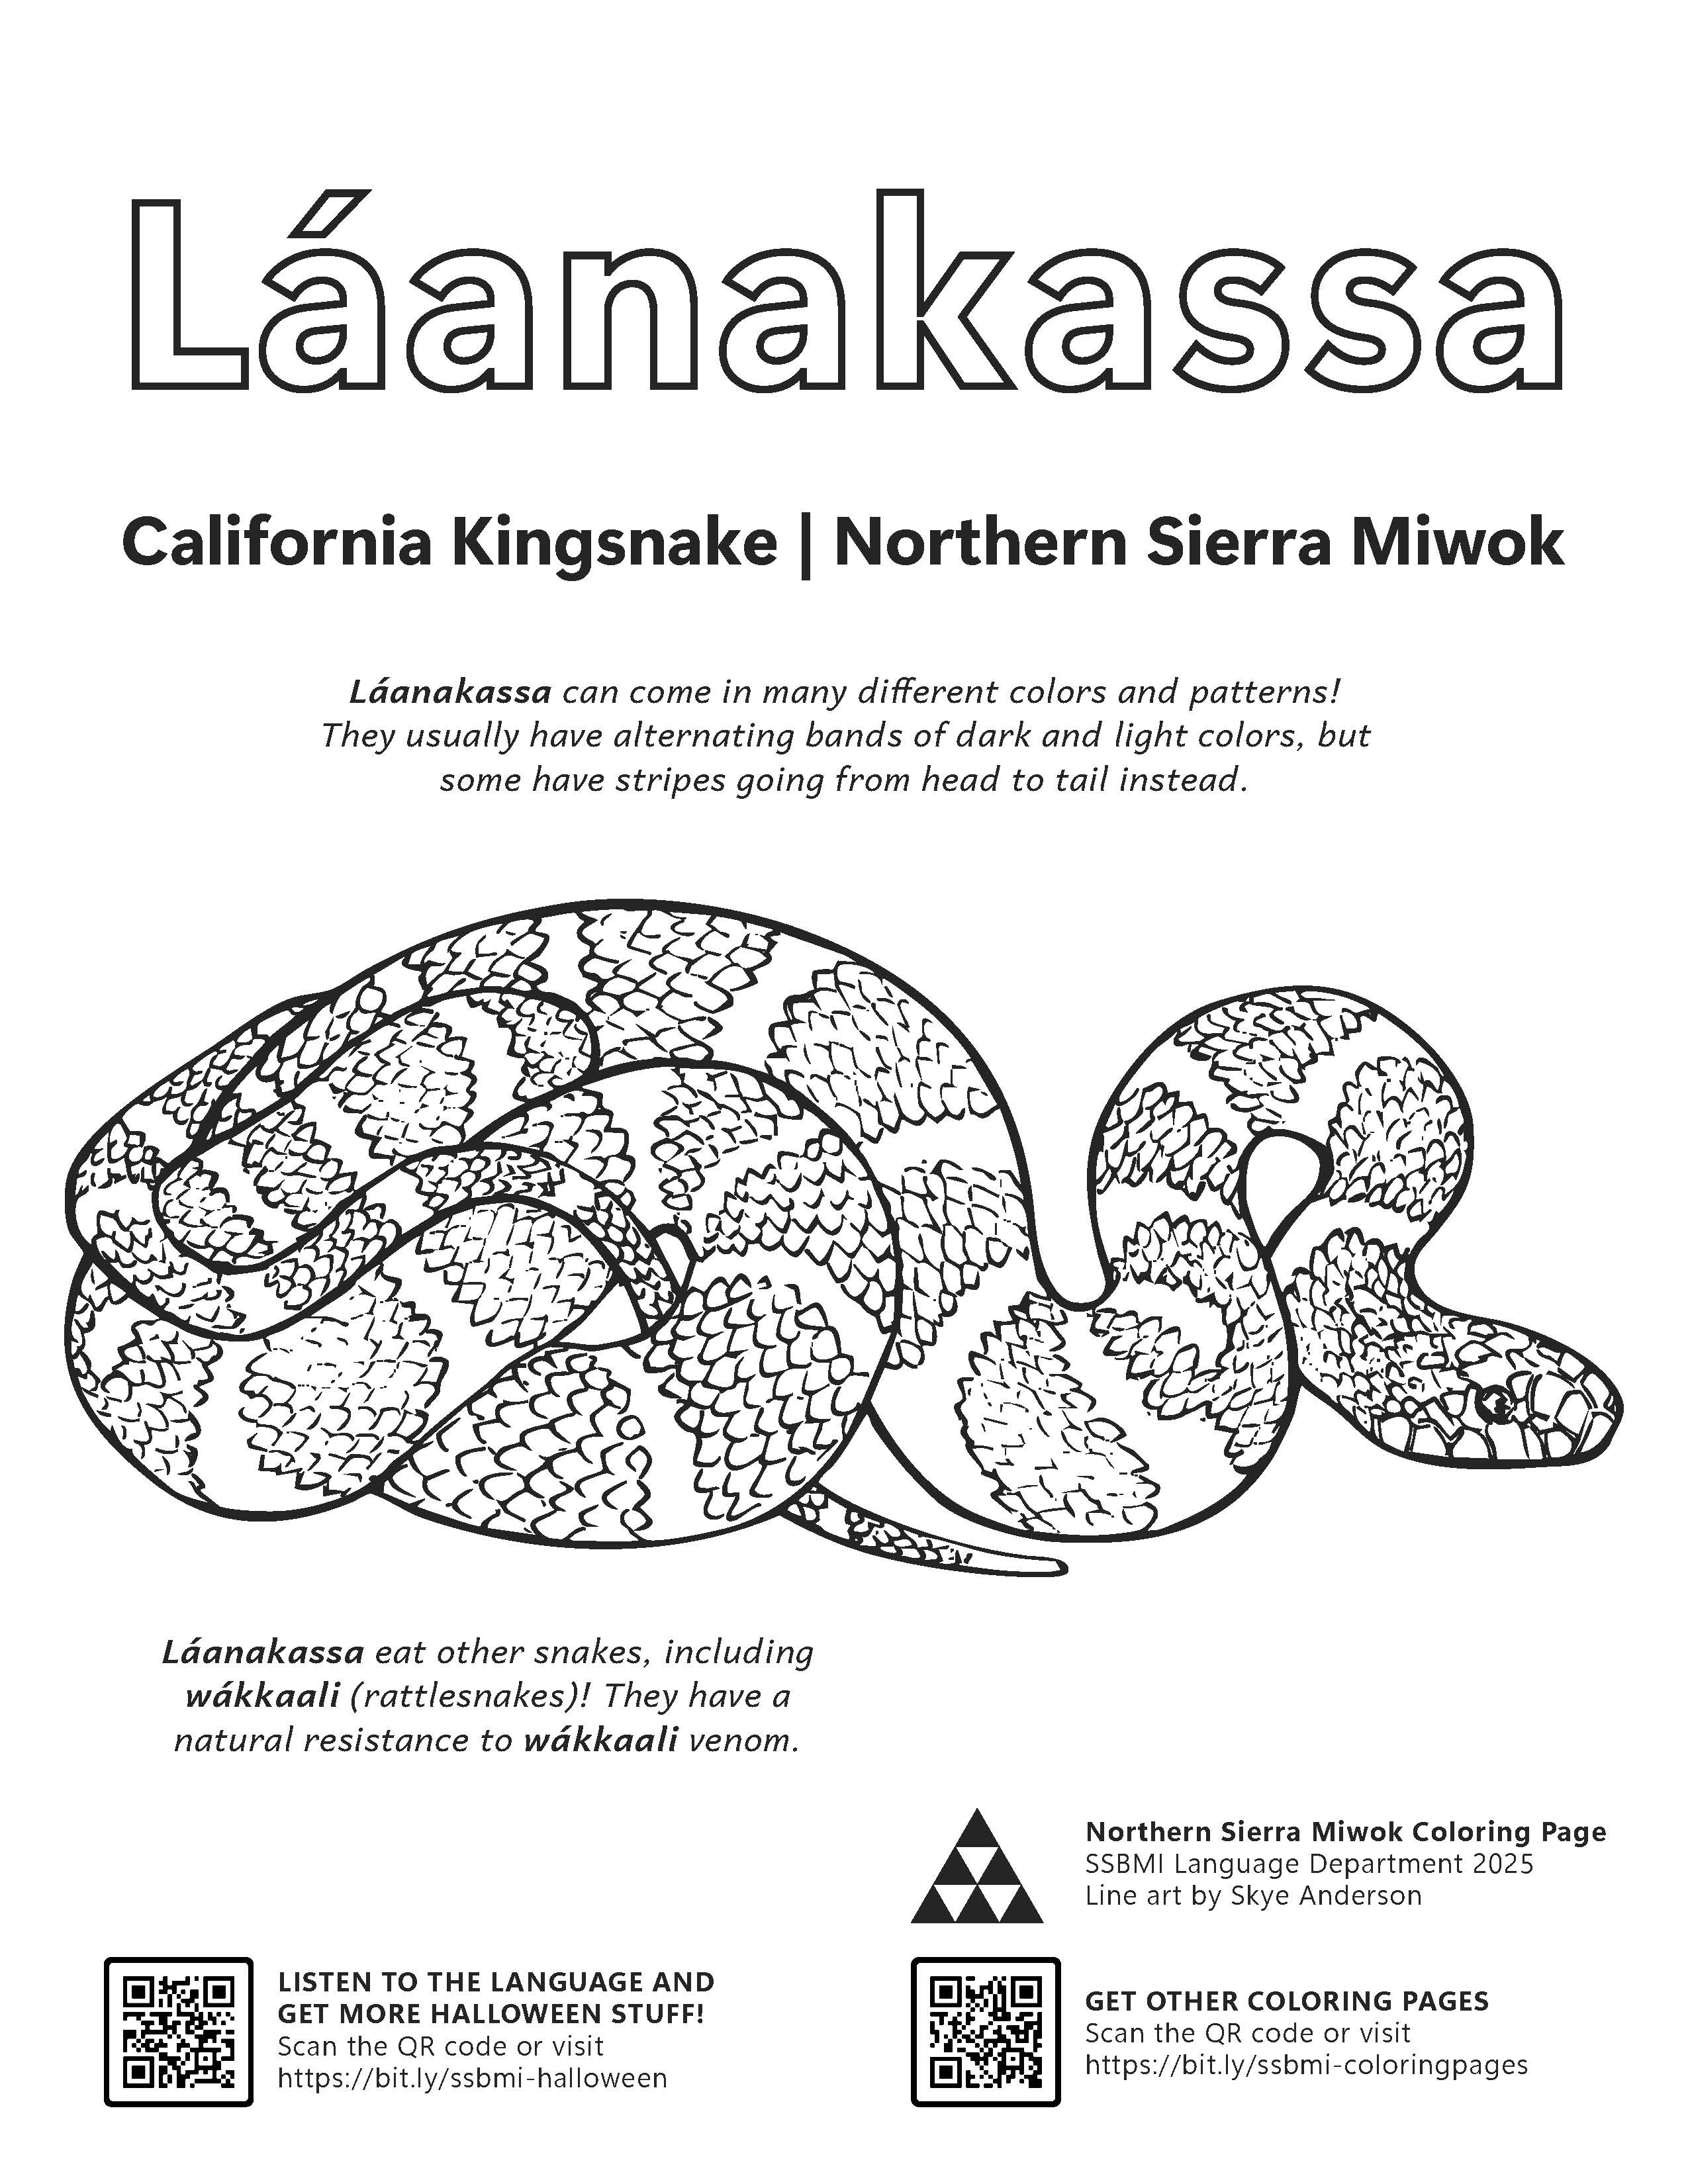 Láanakassa
California Kingsnake | Northern Sierra Miwok
Láanakassa can come in many different colors and patterns!
They usually have alternating bands of dark and light colors, but
some have stripes going from head to tail instead.
Láanakassa eat other snakes, including
wákkaali (rattlesnakes)! They have a
natural resistance to wákkaali venom.
Northern Sierra Miwok Coloring Page
SSBMI Language Department 2025
Line art by Skye Anderson
LISTEN TO THE LANGUAGE AND
GET MORE HALLOWEEN STUFF!
Scan the QR code or visit
https://bit.ly/ssbmi-halloween
GET OTHER COLORING PAGES
Scan the QR code or visit
https://bit.ly/ssbmi-coloringpages